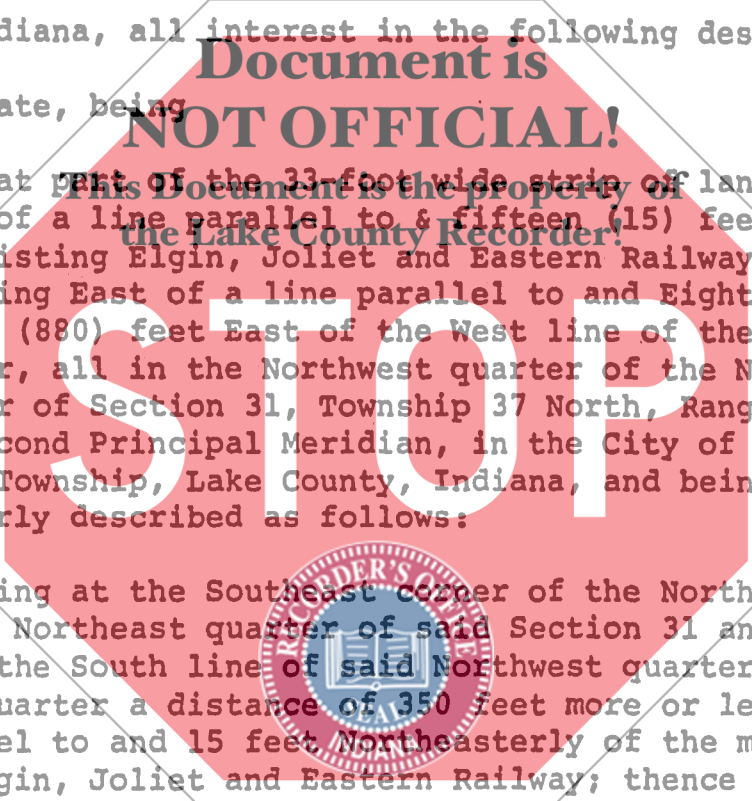 diana, all interest in the following des
Document is
ate, being
NOT OFFICIAL!
at part of the 33-foot wide strip of lan
This Document is the property of
of a line parallel to & fifteen (15) fee
the Lake County Recorder!
isting Elgin, Joliet and Eastern Railway
ing East of a line parallel to and Eight
(880) feet East of the West line of the
r, all in the Northwest quarter of the N
r of Section 31, Township 37 North, Rang
STOP
cond Principal Meridian, in the City of
Township, Lake County, Indiana, and bein
rly described as follows:
ing at the Southeast corner of the North
Northeast quarter of said Section 31 an
the South line of said Northwest quarter
uarter a distance of 350 feet more or le
el to and 15 feet Northeasterly of the m
gin, Joliet and Eastern Railway; thence
RECORDER'S OFFICE
SEAL
INDIANA